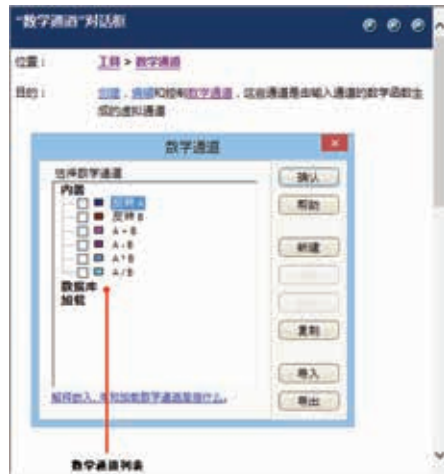 “数学通道”对话框
位置： 工具 > 数学通道
目的： 创建，编辑和控制数学通道，这些通道是由输入通道的数学函数生
成的虚拟通道
数学通道
选择数学通道
内置
反转 A
反转 B
A + B
A - B
A * B
A / B
数据库
加载
确认
帮助
新建
复制
导入
导出
数学通道列表